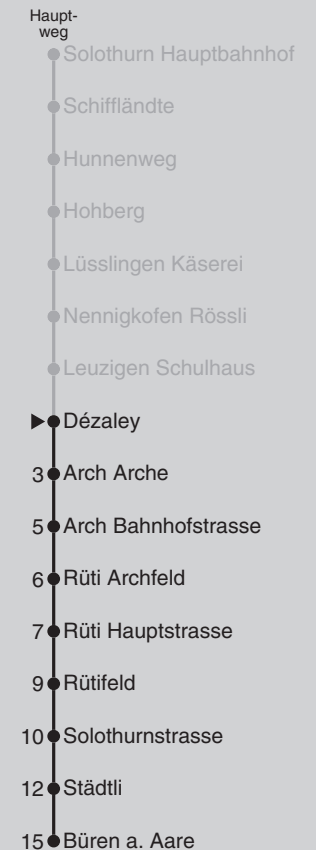 Haupt-
weg
Solothurn Hauptbahnhof
Schiffländte
Hunnenweg
Hohberg
Lüsslingen Käserei
Nennigkofen Rössli
Leuzigen Schulhaus
Dézaley
3 Arch Arche
5 Arch Bahnhofstrasse
6 Rüti Archfeld
7 Rüti Hauptstrasse
9 Rütifeld
10 Solothurnstrasse
12 Städtli
15 Büren a. Aare